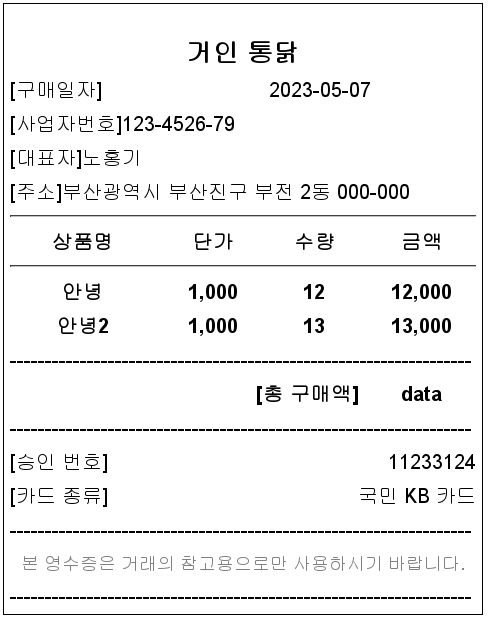 거인 통닭
[구매일자] 2023-05-07
[사업자번호]123-4526-79
[대표자]노홍기
[주소]부산광역시 부산진구 부전 2동 000-000
상품명 단가 수량 금액
안녕 1,000 12 12,000
안녕2 1,000 13 13,000
[총 구매액] data
[승인 번호] 11233124
[카드 종류] 국민 KB 카드
본 영수증은 거래의 참고용으로만 사용하시기 바랍니다.